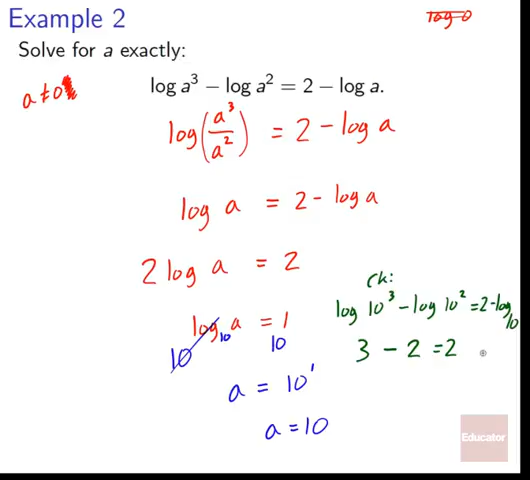 Example 2
log 0
Solve for a exactly:
log a³ − log a² = 2 − log a.
a ≠ 0
log(a³/a²) = 2 − log a
log a = 2 − log a
2 log a = 2
log₁₀ a = 1
10 10
a = 10¹
a = 10
Ck:
log 10³ − log 10² = 2 − log 10
3 − 2 = 2
Educator